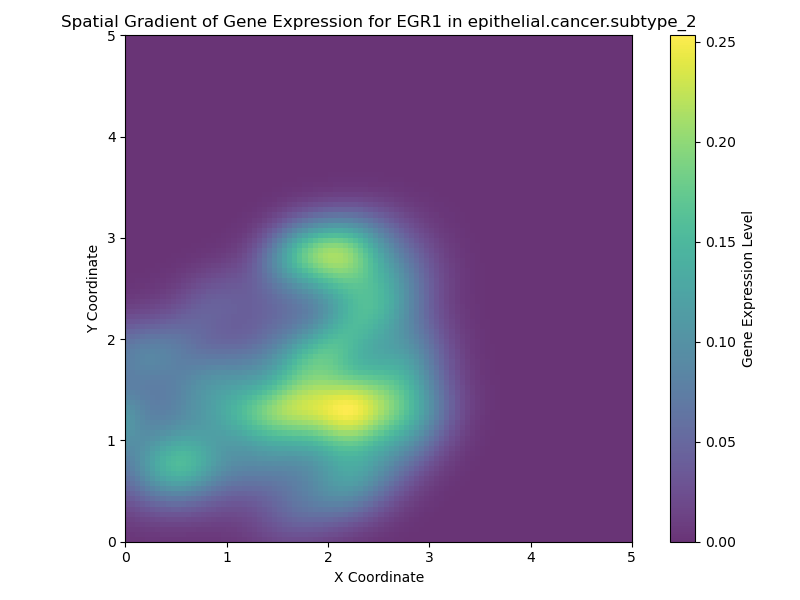 Spatial Gradient of Gene Expression for EGR1 in epithelial.cancer.subtype_2
5
4
3
2
1
0
Y Coordinate
0 1 2 3 4 5
X Coordinate
0.25
0.20
0.15
0.10
0.05
0.00
Gene Expression Level